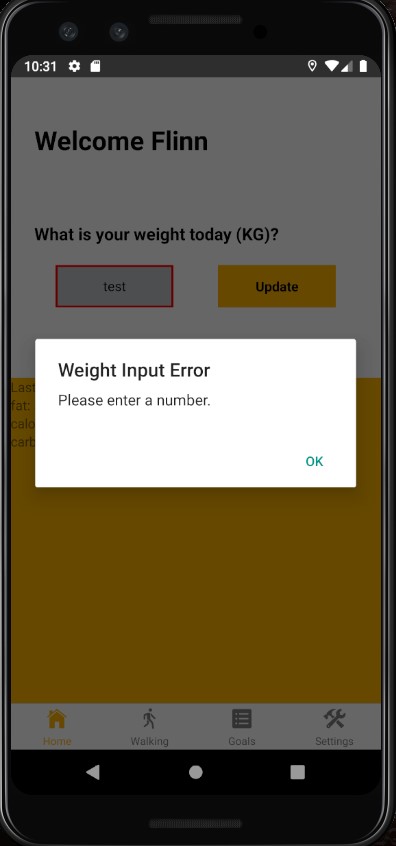 10:31
Welcome Flinn
What is your weight today (KG)?
test
Update
Weight Input Error
Please enter a number.
OK
Last
fat:
calo
carb
Home
Walking
Goals
Settings